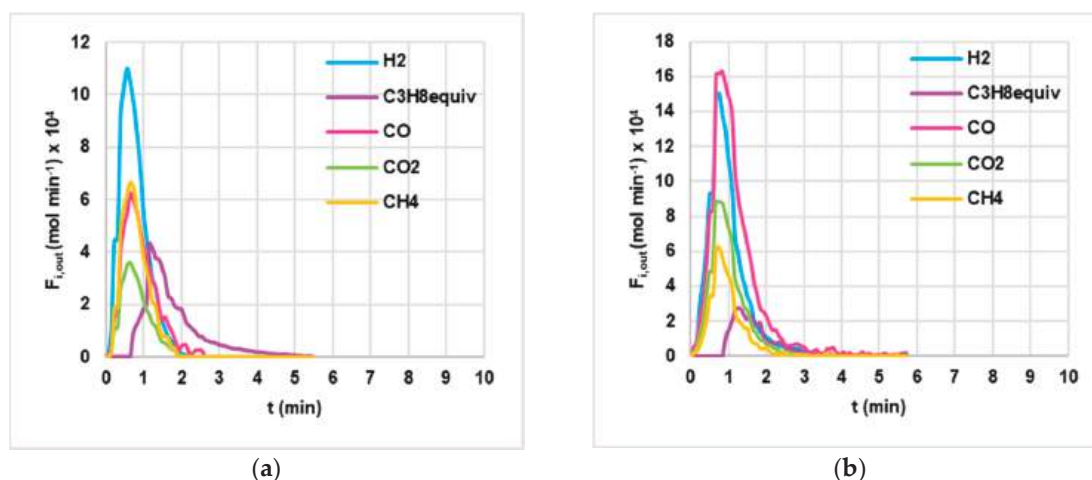 12
10
8
6
4
2
0
F i,out (mol min⁻¹) x 10⁴
0 1 2 3 4 5 6 7 8 9 10
t (min)
H2
C3H8equiv
CO
CO2
CH4
(a)
18
16
14
12
10
8
6
4
2
0
F i,out (mol min⁻¹) x 10⁴
0 1 2 3 4 5 6 7 8 9 10
t (min)
H2
C3H8equiv
CO
CO2
CH4
(b)